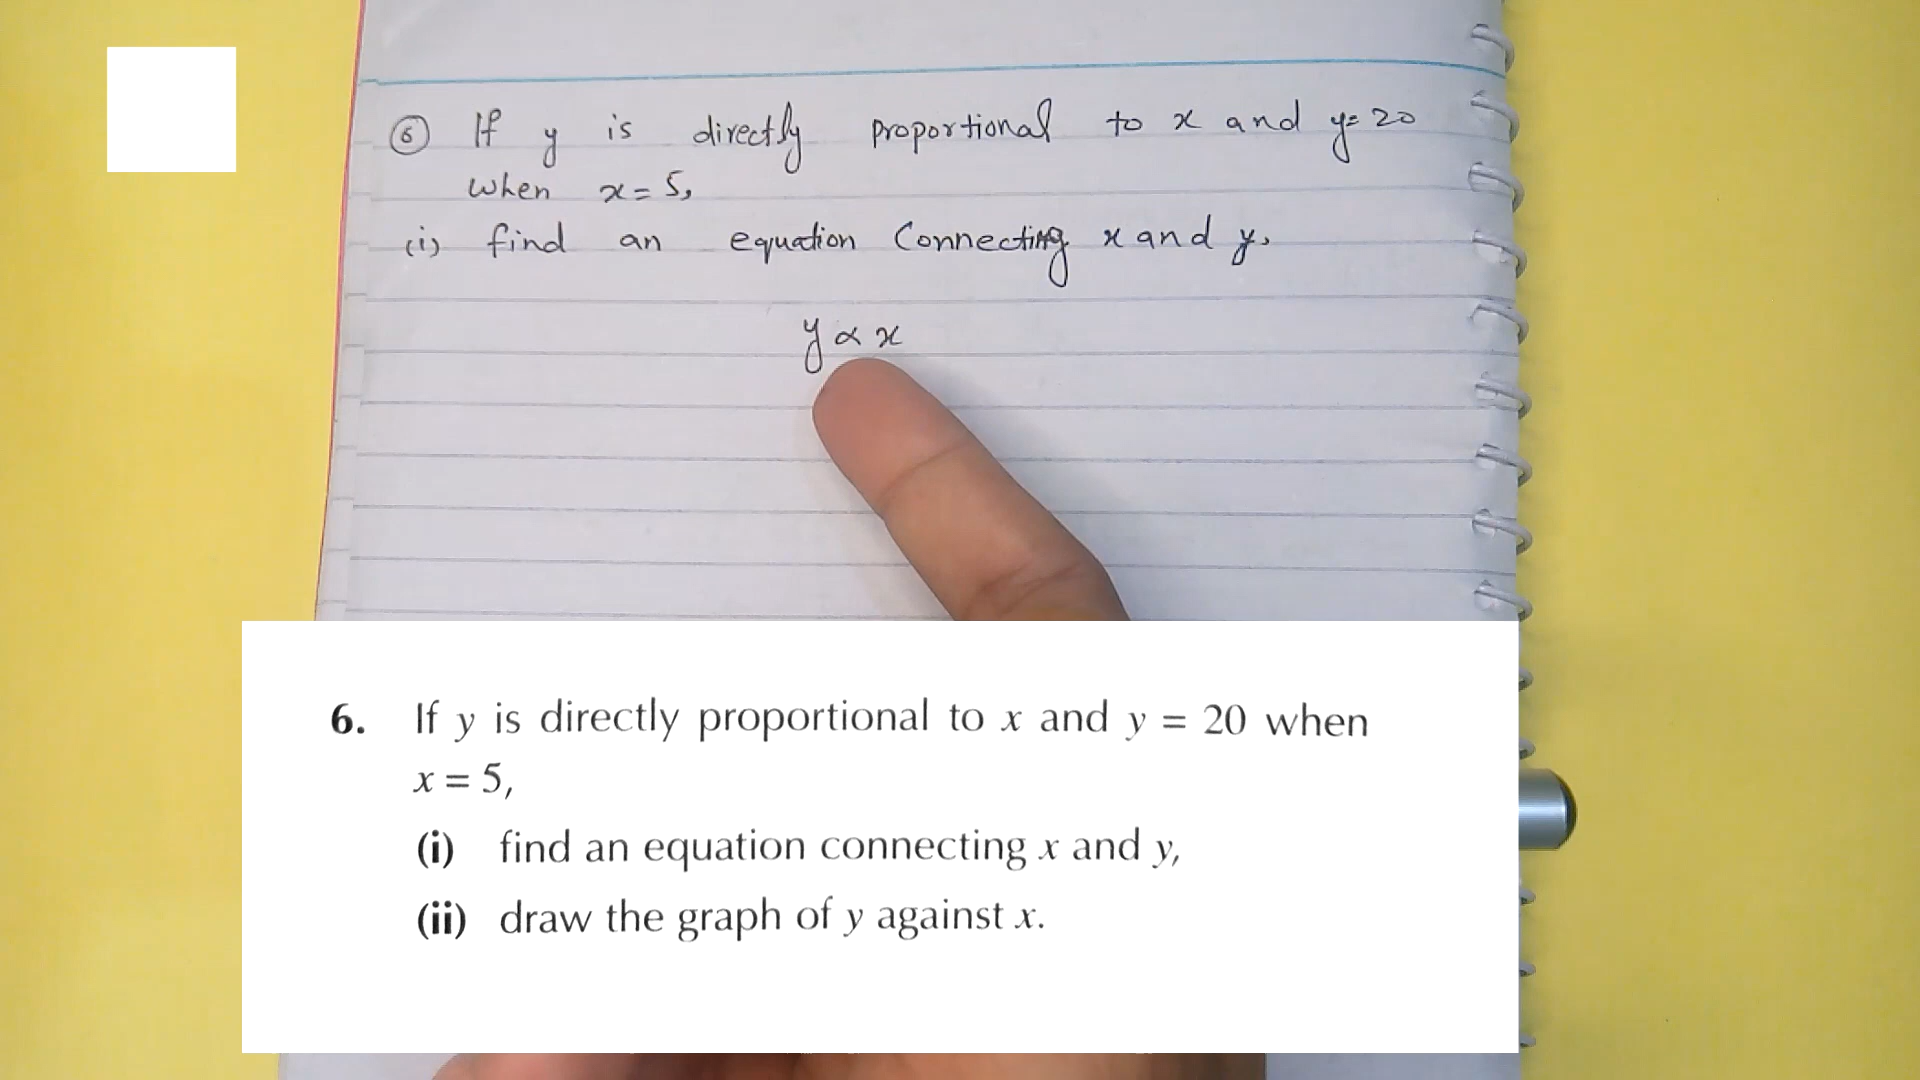 ⑥ If y is directly proportional to x and y= 20
when x = 5,
(i) find an equation Connecting x and y,
y ∝ x
6. If y is directly proportional to x and y = 20 when
x = 5,
(i) find an equation connecting x and y,
(ii) draw the graph of y against x.